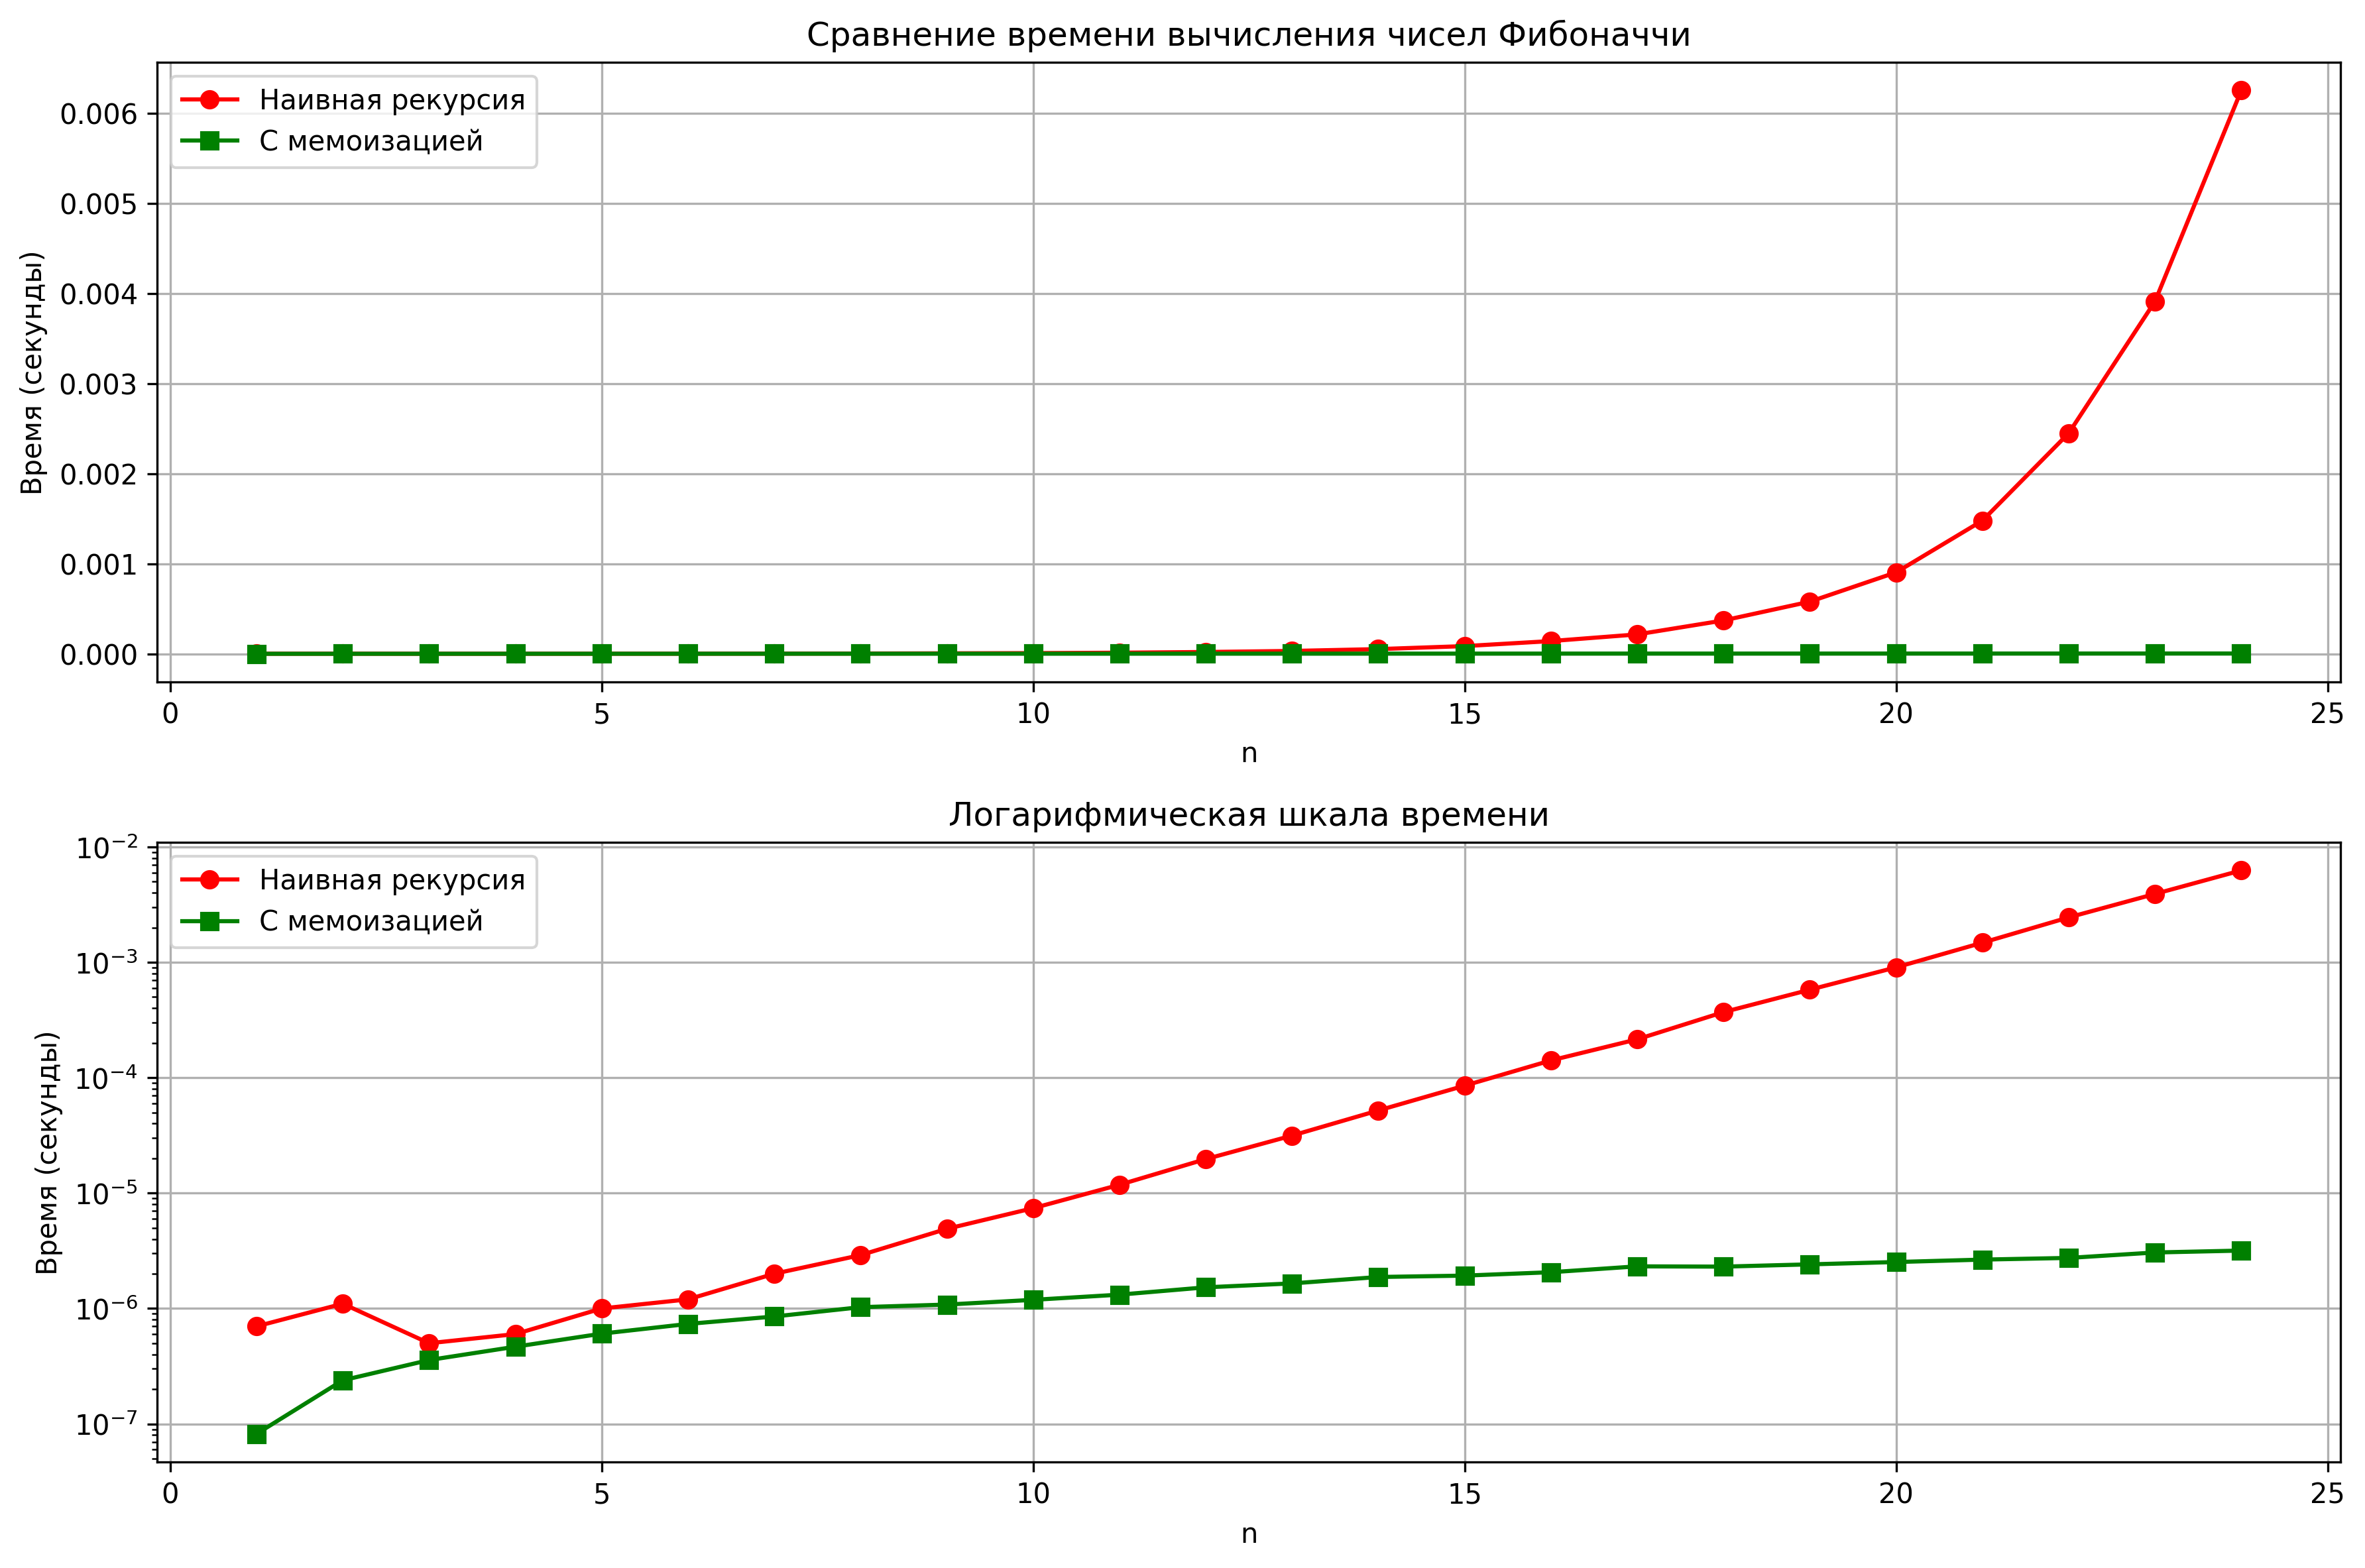 Сравнение времени вычисления чисел Фибоначчи
Наивная рекурсия
С мемоизацией
Время (секунды)
0.006
0.005
0.004
0.003
0.002
0.001
0.000
0 5 10 15 20 25
n
Логарифмическая шкала времени
Наивная рекурсия
С мемоизацией
Время (секунды)
10⁻²
10⁻³
10⁻⁴
10⁻⁵
10⁻⁶
10⁻⁷
0 5 10 15 20 25
n